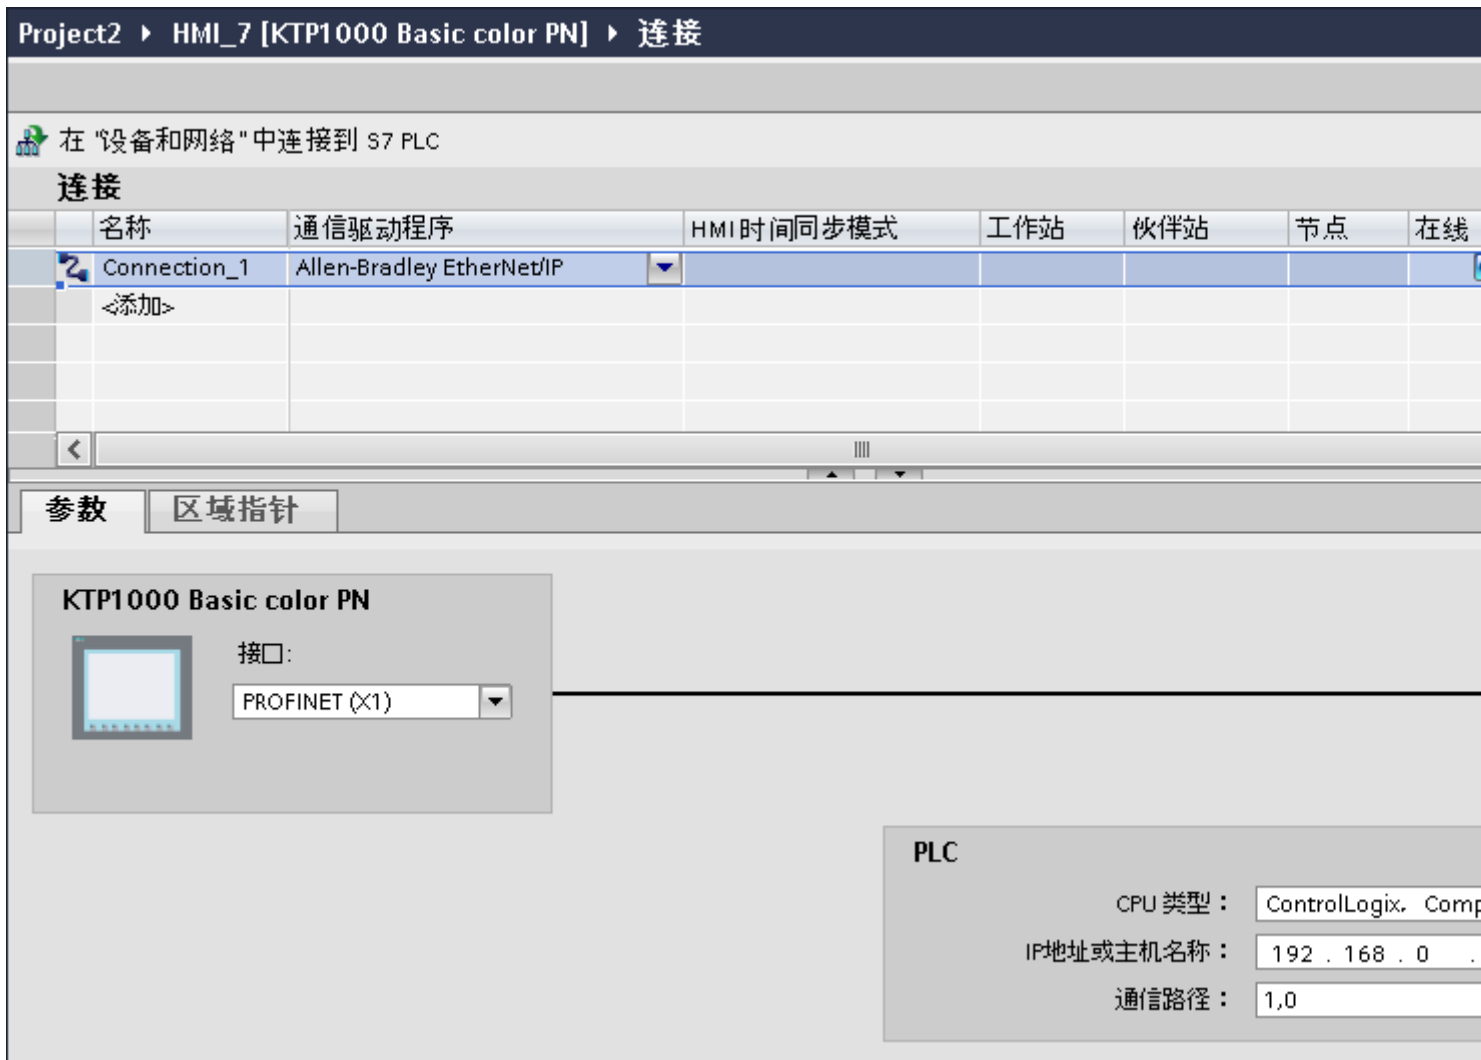 Project2 ▸ HMI_7 [KTP1000 Basic color PN] ▸ 连接
在 "设备和网络" 中连接到 S7 PLC
连接
名称 通信驱动程序 HMI时间同步模式 工作站 伙伴站 节点 在线
Connection_1 Allen-Bradley EtherNet/IP
<添加>
参数 区域指针
KTP1000 Basic color PN
接口:
PROFINET (X1)
PLC
CPU 类型： ControlLogix,
IP地址或主机名称： 192 . 168 . 0 .
通信路径： 1,0